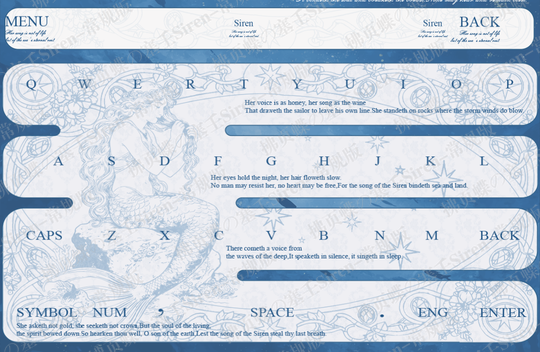 MENU
Siren
Siren
BACK
Q W E R T Y U I O P
Her voice is as honey, her song as the wine
That draweth the sailor to leave his own line.She standeth on rocks where the storm winds do blow.
A S D F G H J K L
Her eyes hold the night, her hair floweth slow.
No man may resist her, no heart may be free,For the song of the Siren bindeth sea and land.
CAPS Z X C V B N M BACK
There cometh a voice from
the waves of the deep,It speaketh in silence, it singeth in sleep.
SYMBOL NUM , SPACE . ENG ENTER
She asketh not gold, she seeketh not crown,But the soul of the living,
the spirit bowed down.So hearken thou well, O son of the earth,Lest the song of the Siren steal thy last breath.